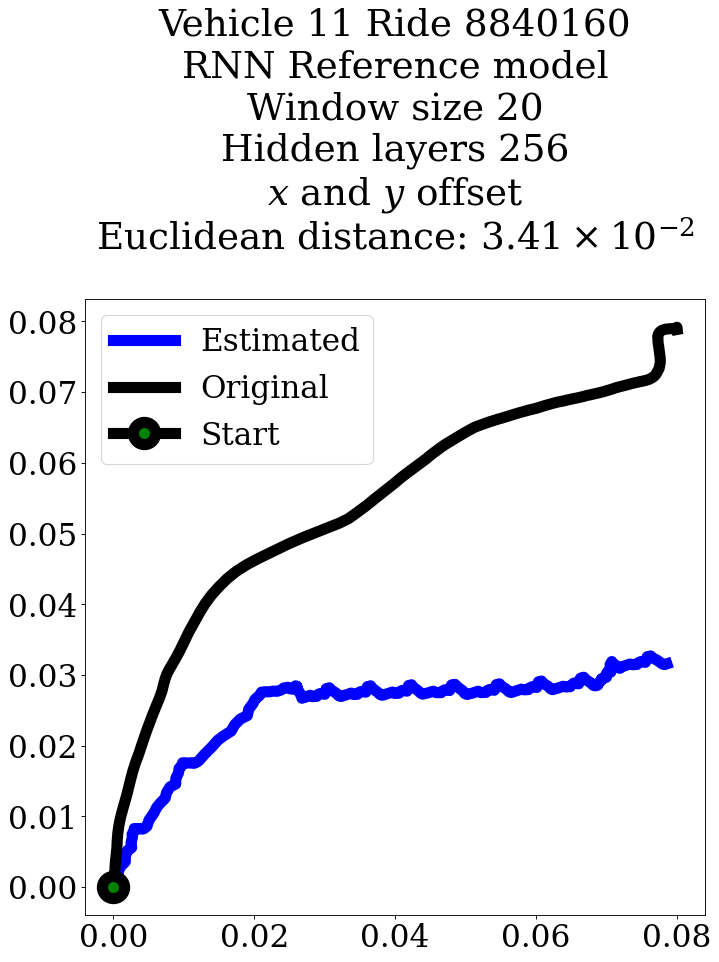 Vehicle 11 Ride 8840160
RNN Reference model
Window size 20
Hidden layers 256
x and y offset
Euclidean distance: 3.41 × 10⁻²
Estimated
Original
Start
0.08
0.07
0.06
0.05
0.04
0.03
0.02
0.01
0.00
0.00 0.02 0.04 0.06 0.08